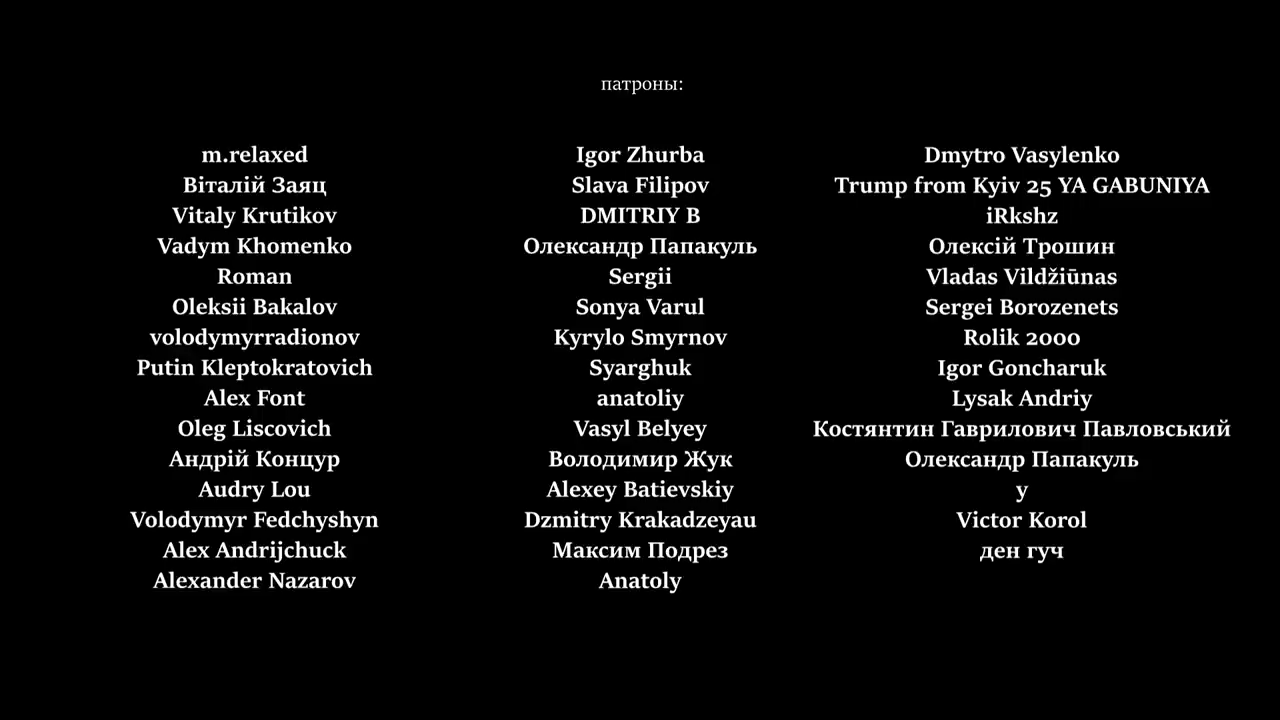 патроны:
m.relaxed
Віталій Заяц
Vitaly Krutikov
Vadym Khomenko
Roman
Oleksii Bakalov
volodymyrradionov
Putin Kleptokratovich
Alex Font
Oleg Liscovich
Андрій Концур
Audry Lou
Volodymyr Fedchyshyn
Alex Andrijchuck
Alexander Nazarov
Igor Zhurba
Slava Filipov
DMITRIY B
Олександр Папакуль
Sergii
Sonya Varul
Kyrylo Smyrnov
Syarghuk
anatoliy
Vasyl Belyey
Володимир Жук
Alexey Batievskiy
Dzmitry Krakadzeyau
Максим Подрез
Anatoly
Dmytro Vasylenko
Trump from Kyiv 25 YA GABUNIYA
iRkshz
Олексій Трошин
Vladas Vildžiūnas
Sergei Borozenets
Rolik 2000
Igor Goncharuk
Lysak Andriy
Костянтин Гаврилович Павловський
Олександр Папакуль
y
Victor Korol
ден гуч